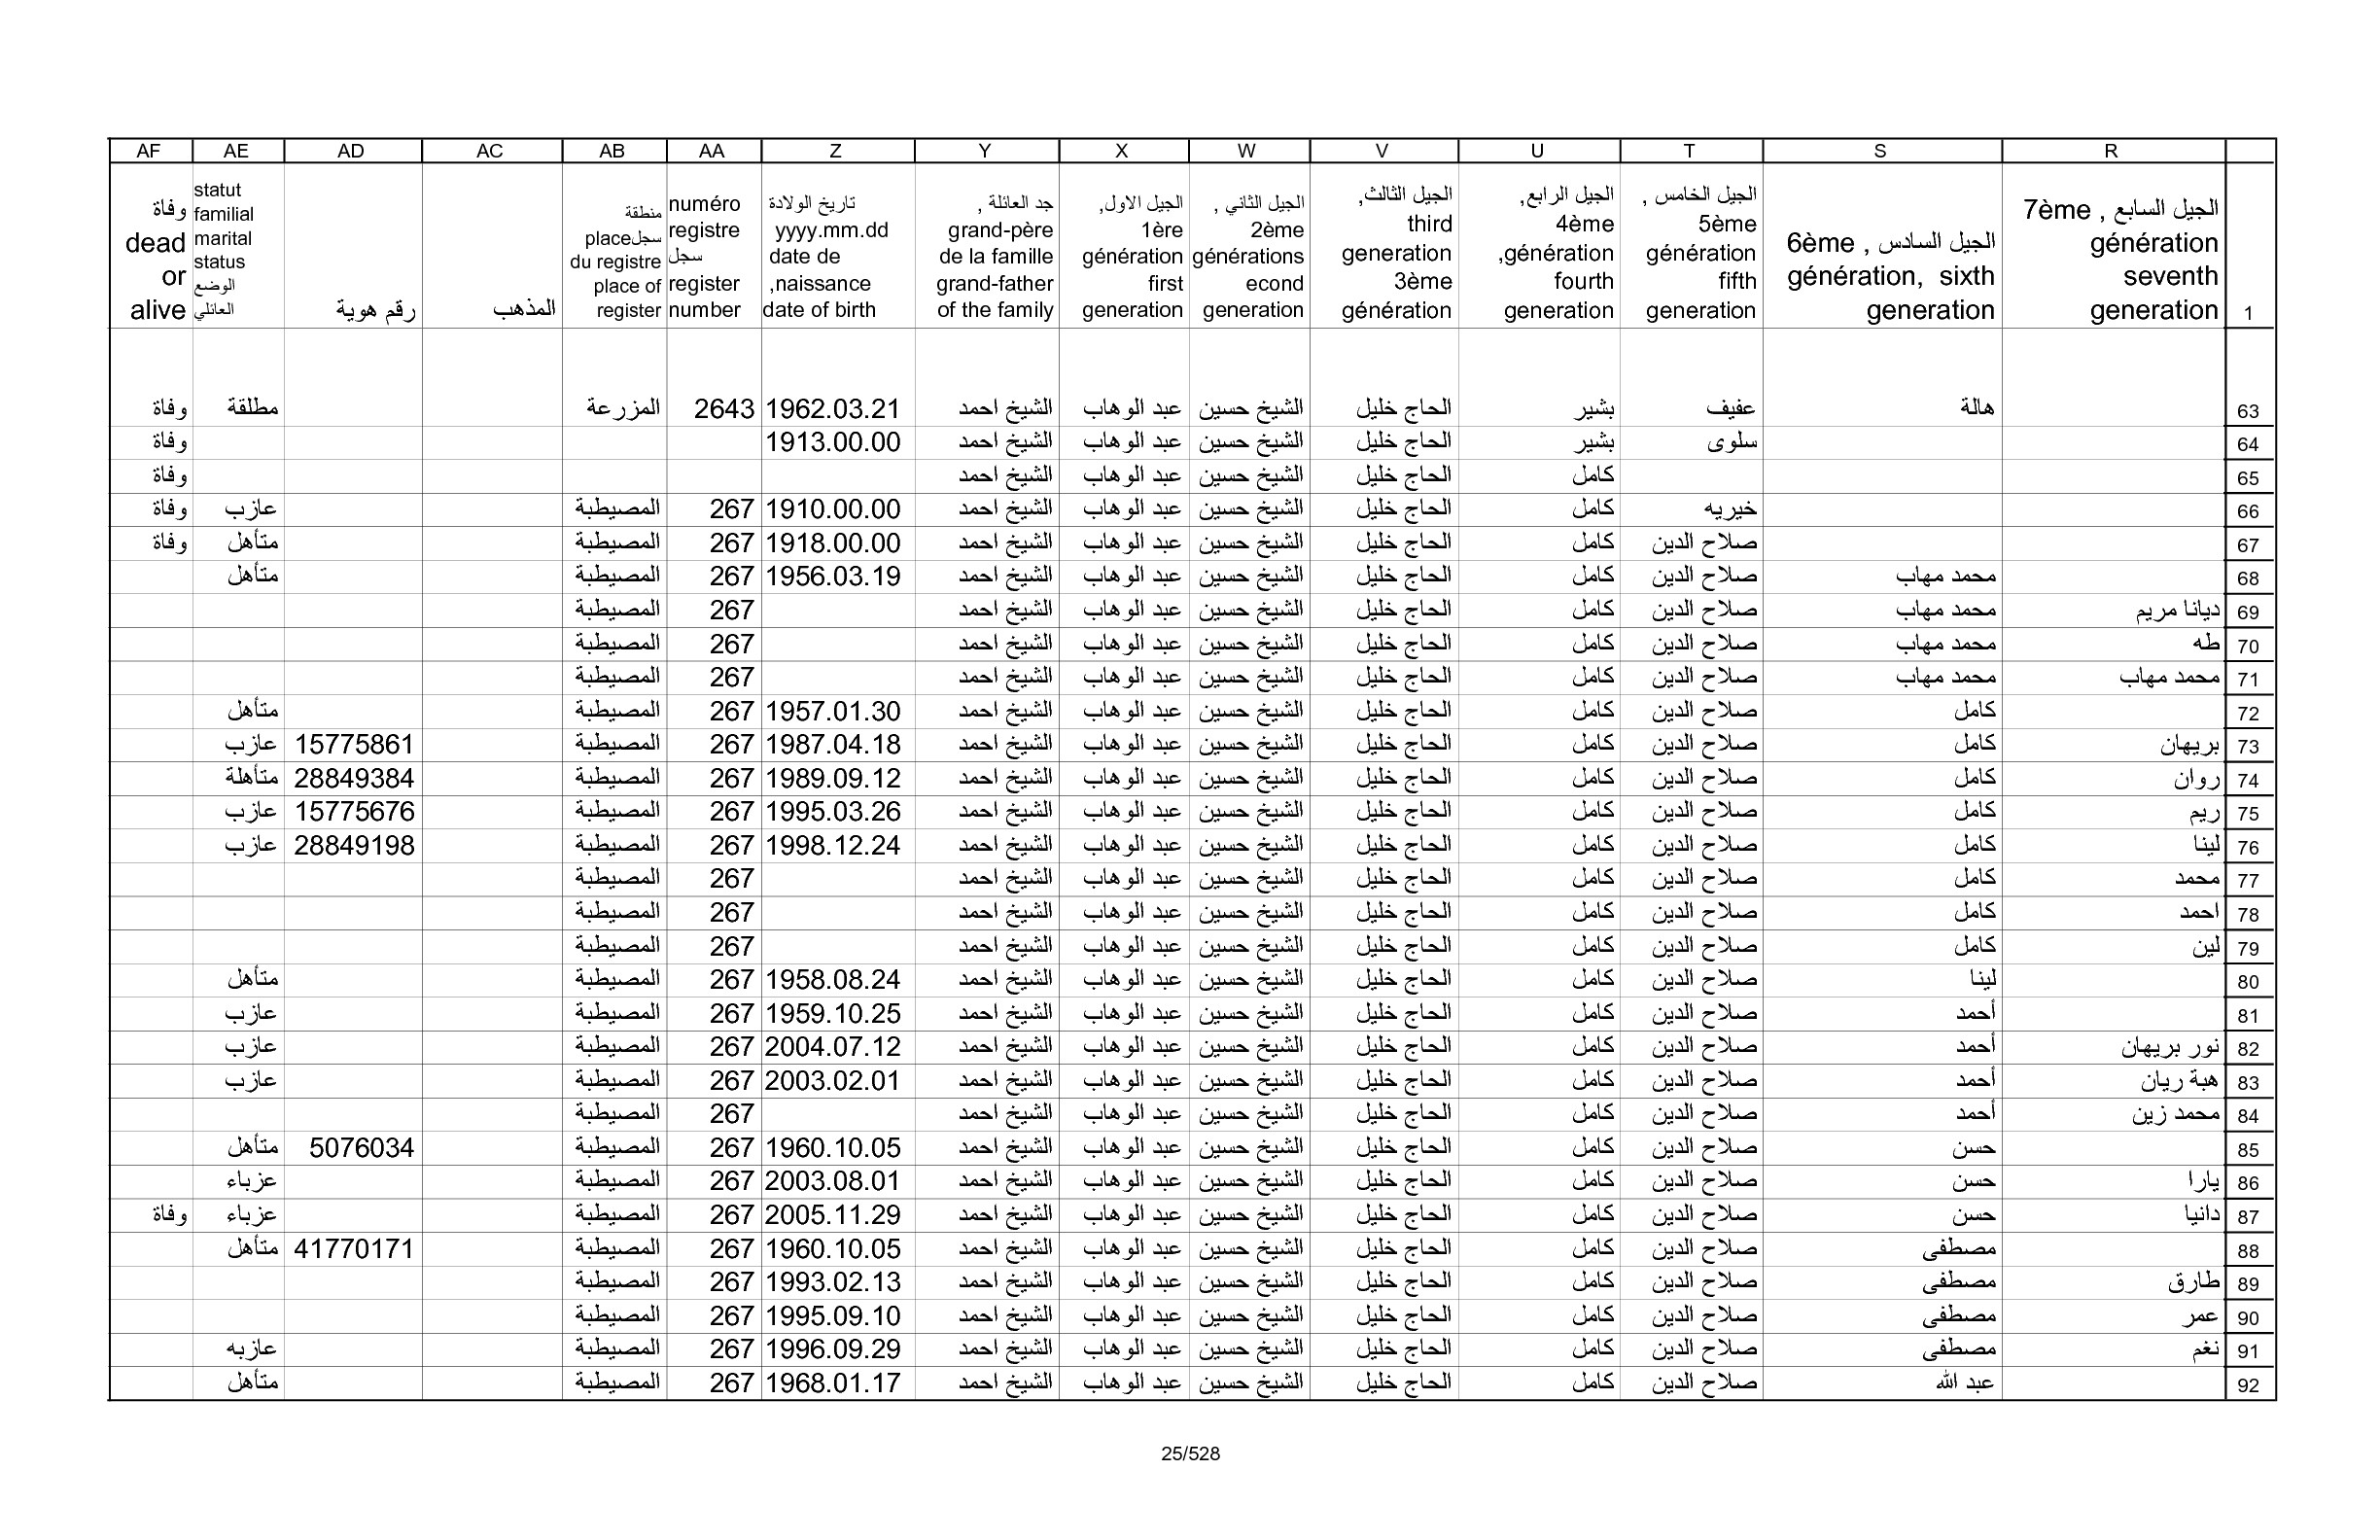 R S T U V W X Y Z AA AB AC AD AE AF
1 الجيل السابع , 7ème génération seventh generation الجيل السادس , 6ème génération, sixth generation الجيل الخامس , 5ème génération fifth generation الجيل الرابع, 4ème génération, fourth generation الجيل الثالث, third generation 3ème génération الجيل الثاني , 2ème générations econd generation الجيل الاول, 1ère génération first generation جد العائلة , grand-père de la famille grand-father of the family تاريخ الولادة yyyy.mm.dd date de naissance, date of birth numéro registre سجل register number منطقة سجل place du registre place of register المذهب رقم هوية statut familial marital status الوضع العائلي وفاة dead or alive
63 هالة عفيف بشير الحاج خليل الشيخ حسين عبد الوهاب الشيخ احمد 1962.03.21 2643 المزرعة مطلقة وفاة
64 سلوى بشير الحاج خليل الشيخ حسين عبد الوهاب الشيخ احمد 1913.00.00 وفاة
65 كامل الحاج خليل الشيخ حسين عبد الوهاب الشيخ احمد وفاة
66 خيريه كامل الحاج خليل الشيخ حسين عبد الوهاب الشيخ احمد 1910.00.00 267 المصيطبة عازب وفاة
67 صلاح الدين كامل الحاج خليل الشيخ حسين عبد الوهاب الشيخ احمد 1918.00.00 267 المصيطبة متأهل وفاة
68 محمد مهاب صلاح الدين كامل الحاج خليل الشيخ حسين عبد الوهاب الشيخ احمد 1956.03.19 267 المصيطبة متأهل
69 ديانا مريم محمد مهاب صلاح الدين كامل الحاج خليل الشيخ حسين عبد الوهاب الشيخ احمد 267 المصيطبة
70 طه محمد مهاب صلاح الدين كامل الحاج خليل الشيخ حسين عبد الوهاب الشيخ احمد 267 المصيطبة
71 محمد مهاب محمد مهاب صلاح الدين كامل الحاج خليل الشيخ حسين عبد الوهاب الشيخ احمد 267 المصيطبة
72 كامل صلاح الدين كامل الحاج خليل الشيخ حسين عبد الوهاب الشيخ احمد 1957.01.30 267 المصيطبة متأهل
73 بريهان كامل صلاح الدين كامل الحاج خليل الشيخ حسين عبد الوهاب الشيخ احمد 1987.04.18 267 المصيطبة 15775861 عازب
74 روان كامل صلاح الدين كامل الحاج خليل الشيخ حسين عبد الوهاب الشيخ احمد 1989.09.12 267 المصيطبة 28849384 متأهلة
75 ريم كامل صلاح الدين كامل الحاج خليل الشيخ حسين عبد الوهاب الشيخ احمد 1995.03.26 267 المصيطبة 15775676 عازب
76 لينا كامل صلاح الدين كامل الحاج خليل الشيخ حسين عبد الوهاب الشيخ احمد 1998.12.24 267 المصيطبة 28849198 عازب
77 محمد كامل صلاح الدين كامل الحاج خليل الشيخ حسين عبد الوهاب الشيخ احمد 267 المصيطبة
78 احمد كامل صلاح الدين كامل الحاج خليل الشيخ حسين عبد الوهاب الشيخ احمد 267 المصيطبة
79 لين كامل صلاح الدين كامل الحاج خليل الشيخ حسين عبد الوهاب الشيخ احمد 267 المصيطبة
80 لينا صلاح الدين كامل الحاج خليل الشيخ حسين عبد الوهاب الشيخ احمد 1958.08.24 267 المصيطبة متأهل
81 أحمد صلاح الدين كامل الحاج خليل الشيخ حسين عبد الوهاب الشيخ احمد 1959.10.25 267 المصيطبة عازب
82 نور بريهان أحمد صلاح الدين كامل الحاج خليل الشيخ حسين عبد الوهاب الشيخ احمد 2004.07.12 267 المصيطبة عازب
83 هبة ريان أحمد صلاح الدين كامل الحاج خليل الشيخ حسين عبد الوهاب الشيخ احمد 2003.02.01 267 المصيطبة عازب
84 محمد زين أحمد صلاح الدين كامل الحاج خليل الشيخ حسين عبد الوهاب الشيخ احمد 267 المصيطبة
85 حسن صلاح الدين كامل الحاج خليل الشيخ حسين عبد الوهاب الشيخ احمد 1960.10.05 267 المصيطبة 5076034 متأهل
86 يارا حسن صلاح الدين كامل الحاج خليل الشيخ حسين عبد الوهاب الشيخ احمد 2003.08.01 267 المصيطبة عزباء
87 دانيا حسن صلاح الدين كامل الحاج خليل الشيخ حسين عبد الوهاب الشيخ احمد 2005.11.29 267 المصيطبة عزباء وفاة
88 مصطفى صلاح الدين كامل الحاج خليل الشيخ حسين عبد الوهاب الشيخ احمد 1960.10.05 267 المصيطبة 41770171 متأهل
89 طارق مصطفى صلاح الدين كامل الحاج خليل الشيخ حسين عبد الوهاب الشيخ احمد 1993.02.13 267 المصيطبة
90 عمر مصطفى صلاح الدين كامل الحاج خليل الشيخ حسين عبد الوهاب الشيخ احمد 1995.09.10 267 المصيطبة
91 نغم مصطفى صلاح الدين كامل الحاج خليل الشيخ حسين عبد الوهاب الشيخ احمد 1996.09.29 267 المصيطبة عازبه
92 عبد الله صلاح الدين كامل الحاج خليل الشيخ حسين عبد الوهاب الشيخ احمد 1968.01.17 267 المصيطبة متأهل
25/528